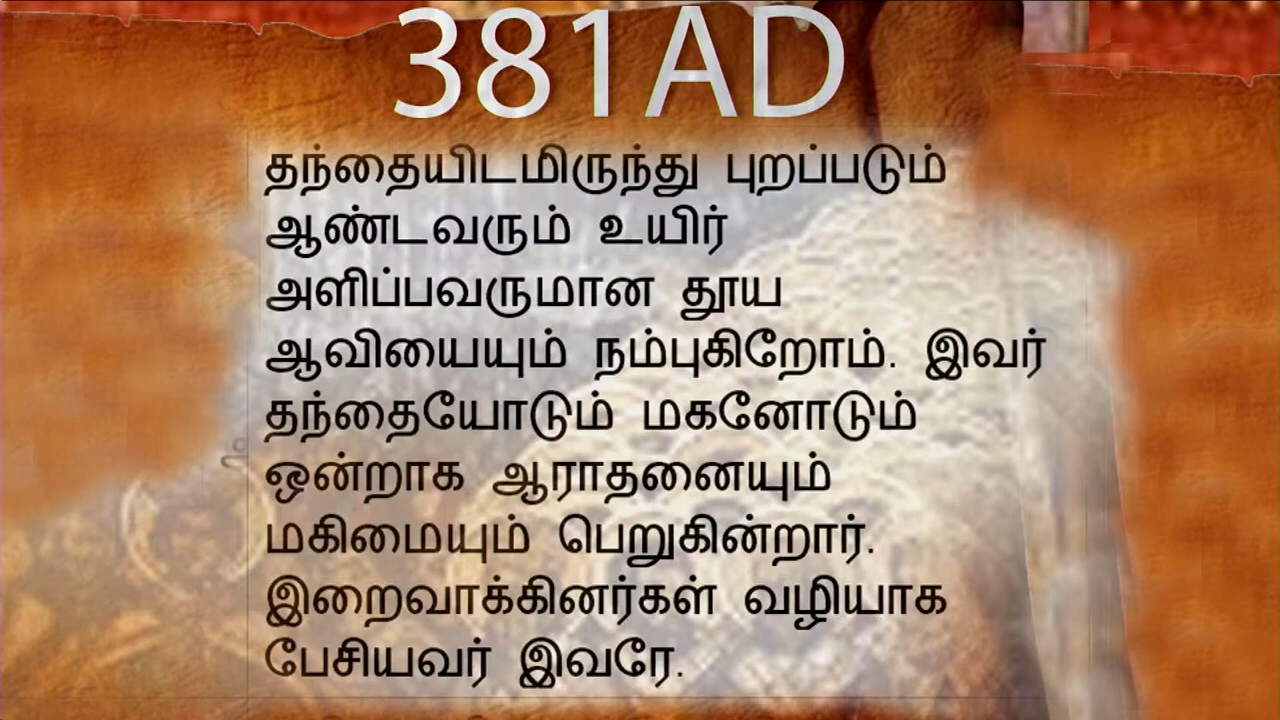 381AD
தந்தையிடமிருந்து புறப்படும்
ஆண்டவரும் உயிர்
அளிப்பவருமான தூய
ஆவியையும் நம்புகிறோம். இவர்
தந்தையோடும் மகனோடும்
ஒன்றாக ஆராதனையும்
மகிமையும் பெறுகின்றார்.
இறைவாக்கினர்கள் வழியாக
பேசியவர் இவரே.